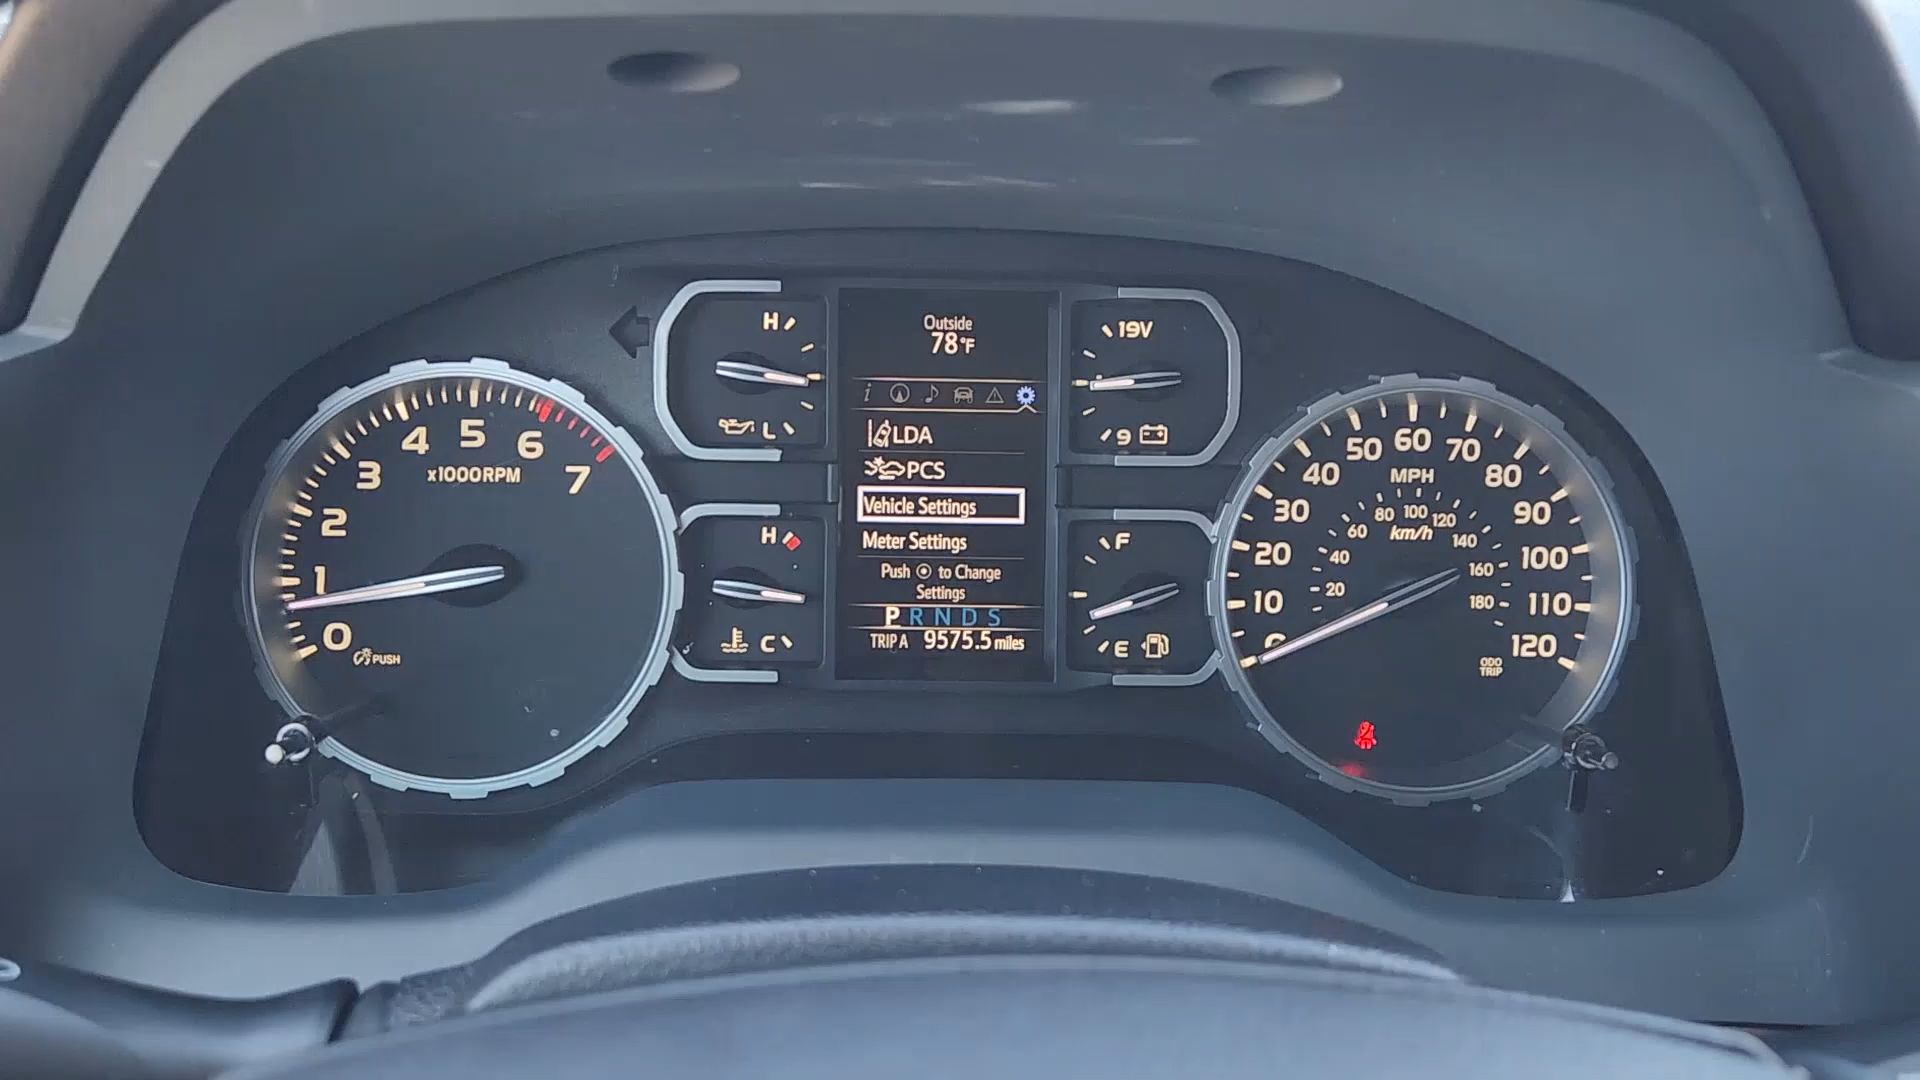 Outside
78°F
i
LDA
PCS
Vehicle Settings
Meter Settings
Push to Change
Settings
P R N D S
TRIP A 9575.5 miles
H
L
H
C
19V
9
F
E
0
1
2
3
4
5
6
7
x1000RPM
PUSH
10
20
30
40
50
60
70
80
90
100
110
120
MPH
20
40
60
80
100
120
140
160
180
km/h
ODO
TRIP